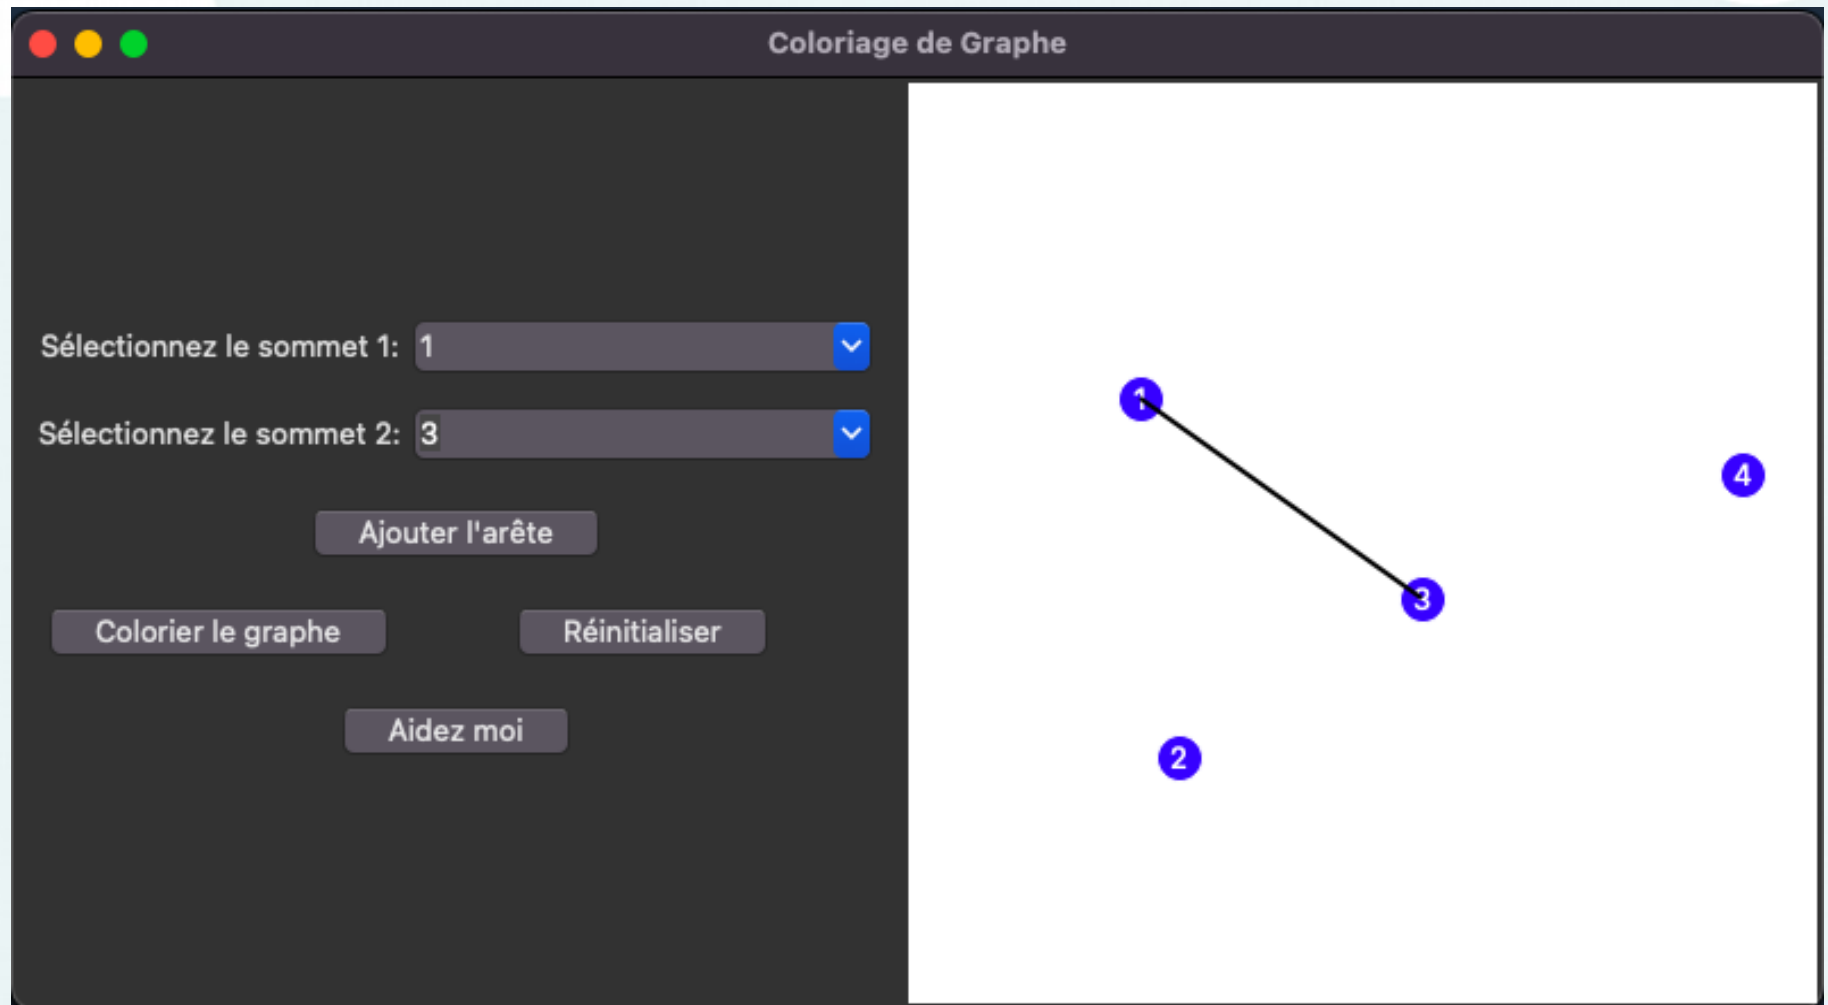 Coloriage de Graphe
Sélectionnez le sommet 1: 1
Sélectionnez le sommet 2: 3
Ajouter l'arête
Colorier le graphe Réinitialiser
Aidez moi
1
4
3
2